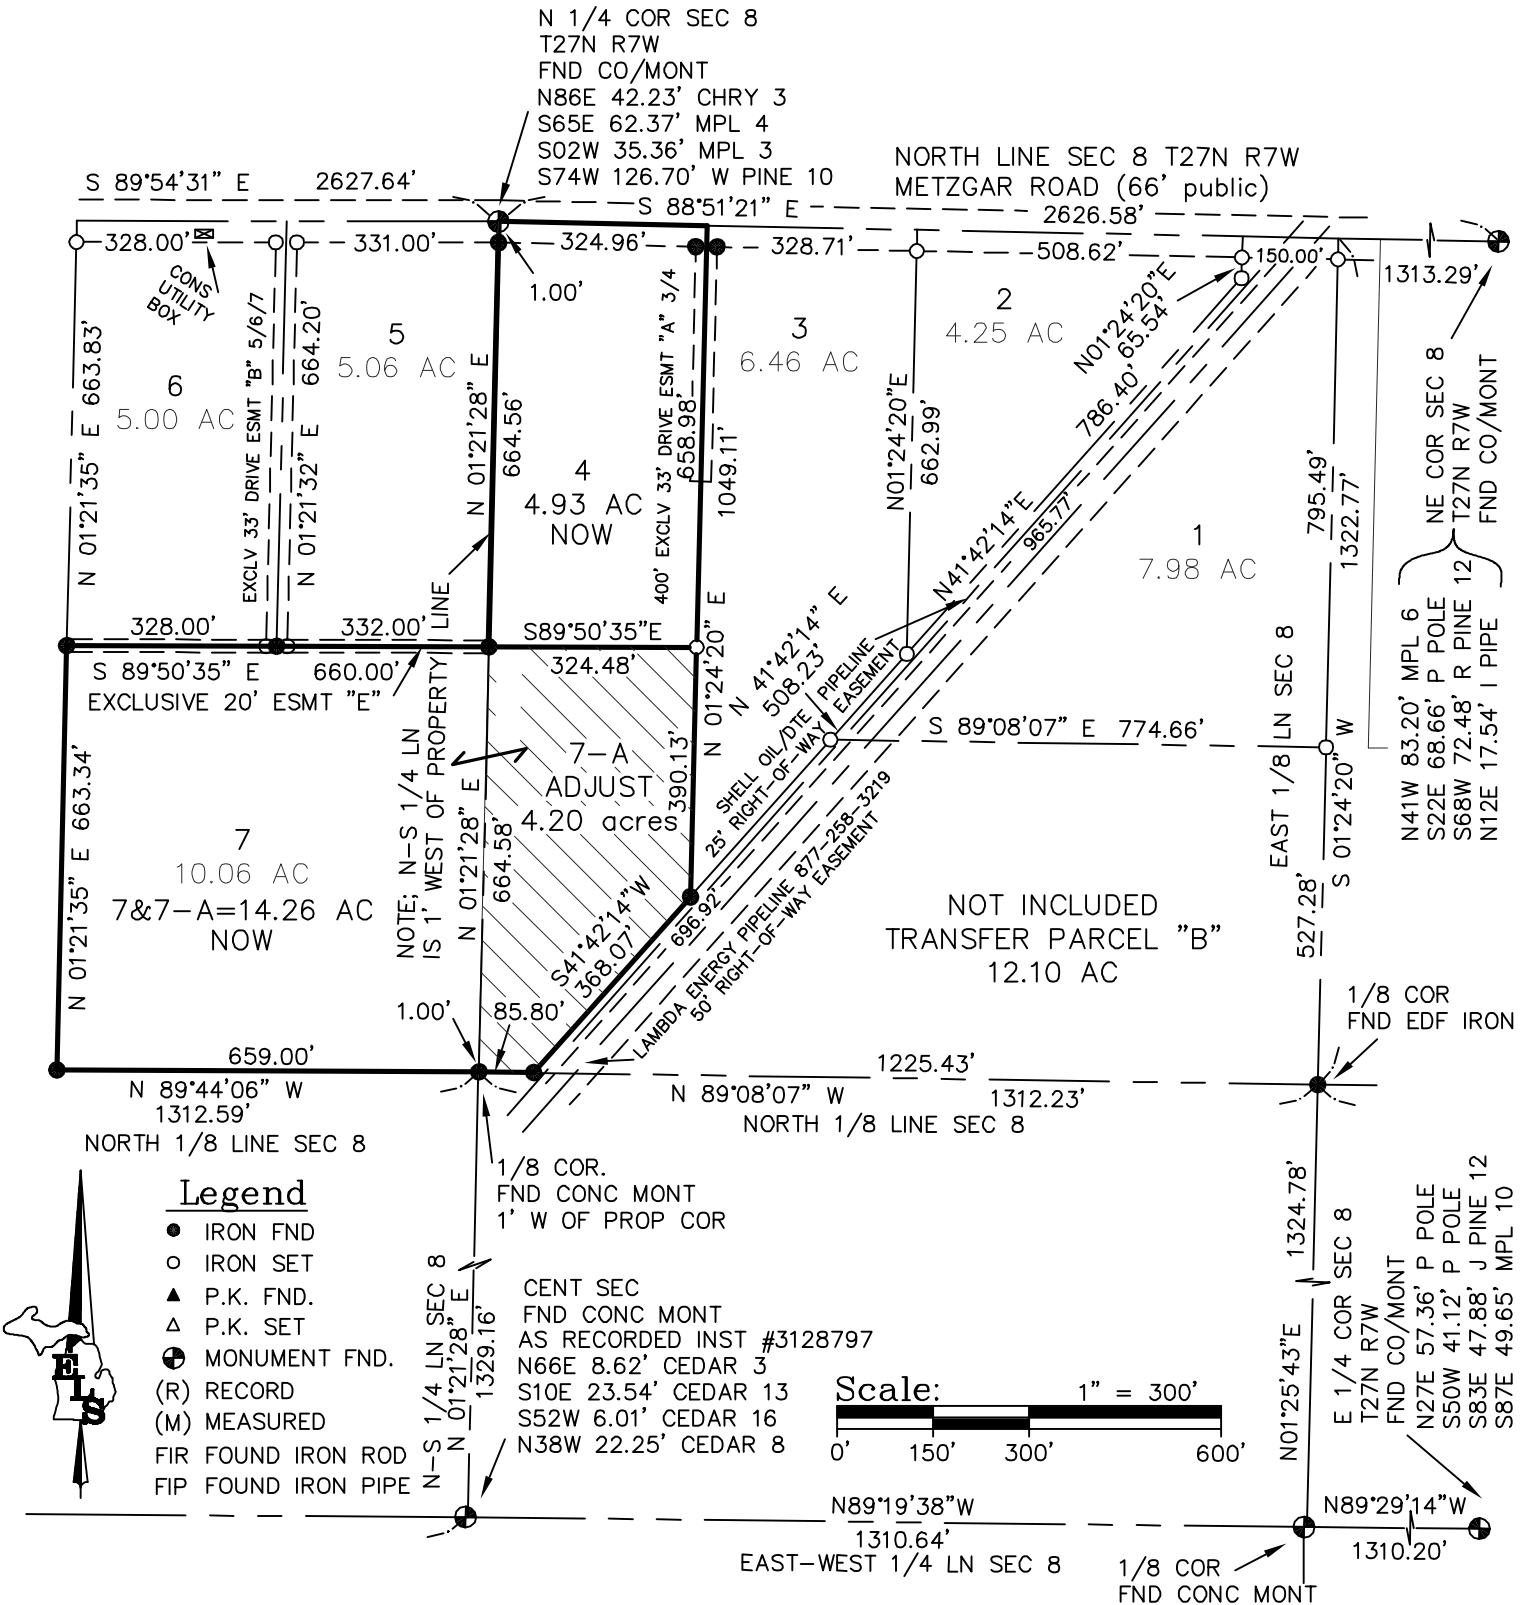 N 1/4 COR SEC 8
T27N R7W
FND CO/MONT
N86E 42.23' CHRY 3
S65E 62.37' MPL 4
S02W 35.36' MPL 3
S74W 126.70' W PINE 10
NORTH LINE SEC 8 T27N R7W
METZGAR ROAD (66' public)
S 89°54'31" E
2627.64'
S 88°51'21" E
2626.58'
328.00'
331.00'
324.96'
328.71'
508.62'
150.00'
1313.29'
1.00'
CONS
UTILITY
BOX
N 01°21'35" E 663.83'
6
5.00 AC
EXCLV 33' DRIVE ESMT "B" 5/6/7
N 01°21'32" E 664.20'
5
5.06 AC
N 01°21'28" E
664.56'
4
4.93 AC
NOW
400' EXCLV 33' DRIVE ESMT "A" 3/4
658.98'
1049.11'
N 01°24'20" E
3
6.46 AC
N01°24'20"E
662.99'
2
4.25 AC
N01°24'20"E
65.54'
786.40'
N41°42'14"E
965.77'
1
7.98 AC
795.49'
1322.77'
NE COR SEC 8
T27N R7W
FND CO/MONT
N41W 83.20' MPL 6
S22E 68.66' P POLE
S68W 72.48' R PINE 12
N12E 17.54' I PIPE
328.00'
332.00'
S89°50'35"E
324.48'
S 89°50'35" E
660.00'
EXCLUSIVE 20' ESMT "E"
NOTE; N-S 1/4 LN
IS 1' WEST OF PROPERTY LINE
N 41°42'14" E
508.23'
SHELL OIL/DTE PIPELINE
25' RIGHT-OF-WAY EASEMENT
S 89°08'07" E 774.66'
EAST 1/8 LN SEC 8
S 01°24'20" W
527.28'
N 01°21'35" E 663.34'
7
10.06 AC
7&7-A=14.26 AC
NOW
N 01°21'28" E
664.58'
7-A
ADJUST
4.20 acres
390.13'
S41°42'14"W
368.07'
696.92'
LAMBDA ENERGY PIPELINE 877-258-3219
50' RIGHT-OF-WAY EASEMENT
NOT INCLUDED
TRANSFER PARCEL "B"
12.10 AC
1/8 COR
FND EDF IRON
1.00'
85.80'
659.00'
N 89°44'06" W
1312.59'
NORTH 1/8 LINE SEC 8
1225.43'
N 89°08'07" W
1312.23'
NORTH 1/8 LINE SEC 8
1/8 COR.
FND CONC MONT
1' W OF PROP COR
Legend
IRON FND
IRON SET
P.K. FND.
P.K. SET
MONUMENT FND.
(R) RECORD
(M) MEASURED
FIR FOUND IRON ROD
FIP FOUND IRON PIPE
ELS
N-S 1/4 LN SEC 8
N 01°21'28" E
1329.16'
CENT SEC
FND CONC MONT
AS RECORDED INST #3128797
N66E 8.62' CEDAR 3
S10E 23.54' CEDAR 13
S52W 6.01' CEDAR 16
N38W 22.25' CEDAR 8
Scale: 1" = 300'
0' 150' 300' 600'
N01°25'43"E
1324.78'
E 1/4 COR SEC 8
T27N R7W
FND CO/MONT
N27E 57.36' P POLE
S50W 41.12' P POLE
S83E 47.88' J PINE 12
S87E 49.65' MPL 10
N89°19'38"W
1310.64'
EAST-WEST 1/4 LN SEC 8
N89°29'14"W
1310.20'
1/8 COR
FND CONC MONT